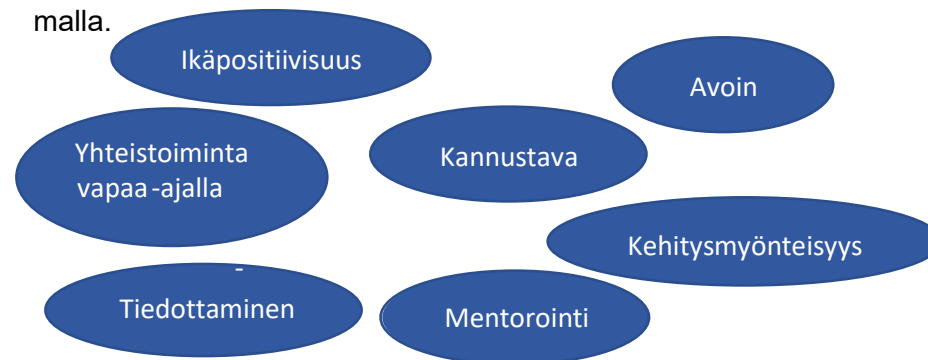 malla.
Ikäpositiivisuus
Avoin
Yhteistoiminta
vapaa-ajalla
Kannustava
Kehitysmyönteisyys
-
Tiedottaminen
Mentorointi